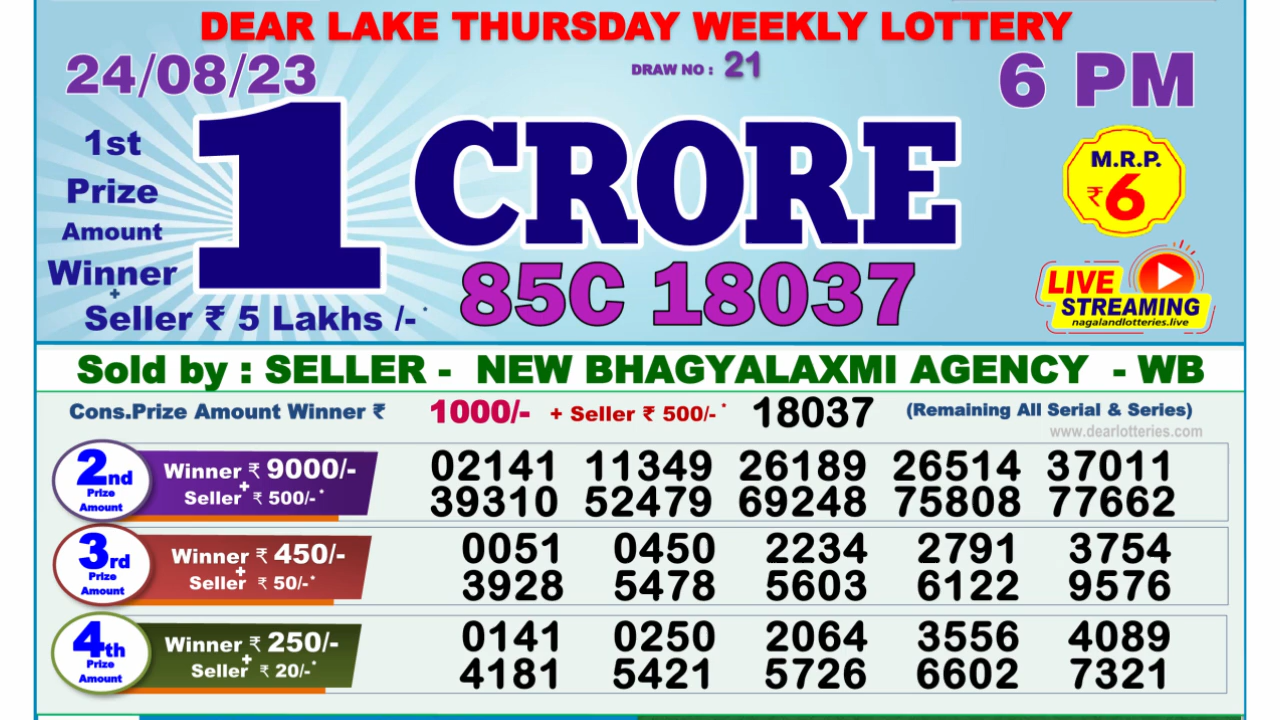 DEAR LAKE THURSDAY WEEKLY LOTTERY
24/08/23
DRAW NO : 21
6 PM
1st
Prize
Amount
Winner
+
Seller ₹ 5 Lakhs /- *
1 CRORE
85C 18037
M.R.P.
₹6
LIVE
STREAMING
nagalandlotteries.live
Sold by : SELLER - NEW BHAGYALAXMI AGENCY - WB
Cons.Prize Amount Winner ₹ 1000/- + Seller ₹ 500/- * 18037 (Remaining All Serial & Series)
www.dearlotteries.com
2nd
Prize
Amount
Winner ₹ 9000/-
+
Seller ₹ 500/- *
02141 11349 26189 26514 37011
39310 52479 69248 75808 77662
3rd
Prize
Amount
Winner ₹ 450/-
+
Seller ₹ 50/- *
0051 0450 2234 2791 3754
3928 5478 5603 6122 9576
4th
Prize
Amount
Winner ₹ 250/-
+
Seller ₹ 20/- *
0141 0250 2064 3556 4089
4181 5421 5726 6602 7321